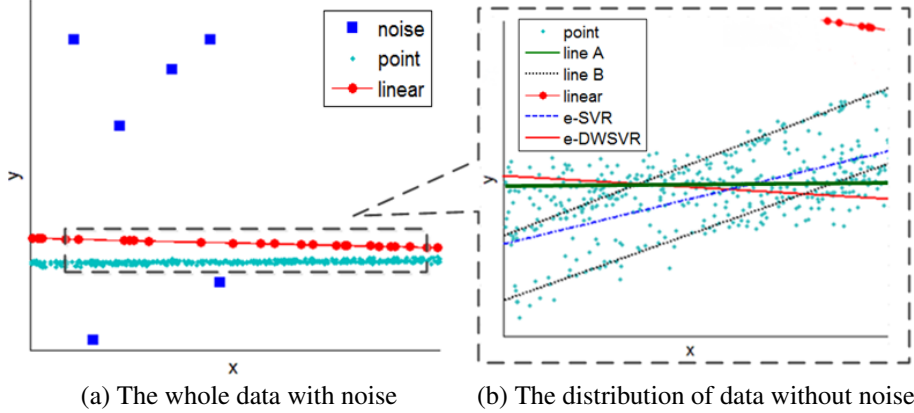 noise
point
linear
y
x
(a) The whole data with noise
point
line A
line B
linear
e-SVR
e-DWSVR
y
x
(b) The distribution of data without noise